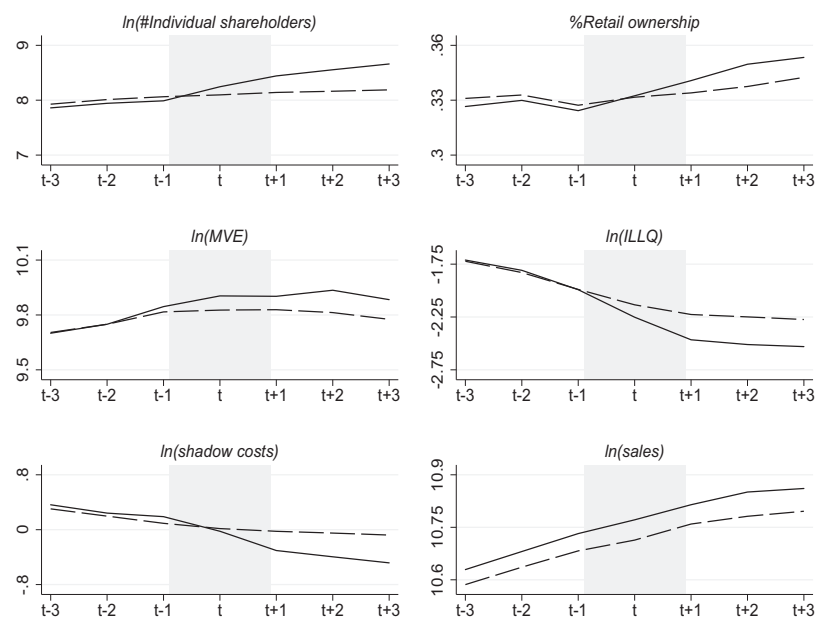 ln(#Individual shareholders)
9
8
7
t-3 t-2 t-1 t t+1 t+2 t+3
%Retail ownership
.36
.33
.3
t-3 t-2 t-1 t t+1 t+2 t+3
ln(MVE)
10.1
9.8
9.5
t-3 t-2 t-1 t t+1 t+2 t+3
ln(ILLQ)
-1.75
-2.25
-2.75
t-3 t-2 t-1 t t+1 t+2 t+3
ln(shadow costs)
.8
0
-.8
t-3 t-2 t-1 t t+1 t+2 t+3
ln(sales)
10.9
10.75
10.6
t-3 t-2 t-1 t t+1 t+2 t+3